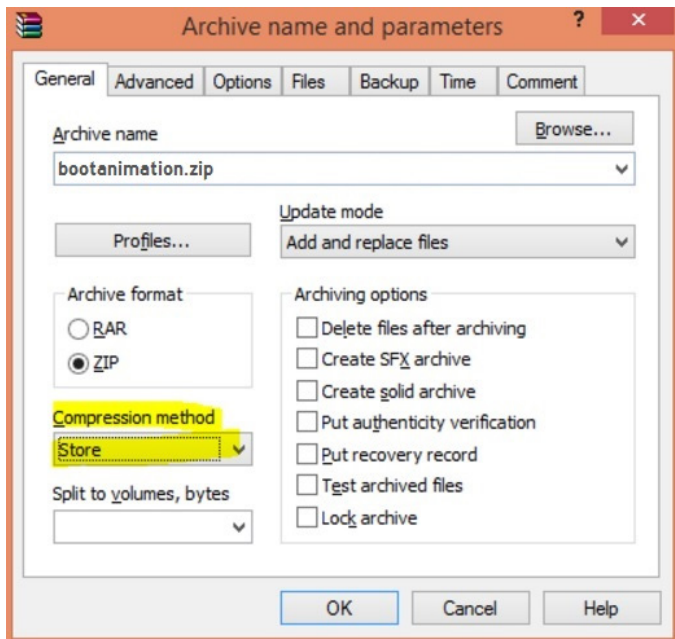 Archive name and parameters
?
×
General
Advanced
Options
Files
Backup
Time
Comment
Archive name
Browse...
bootanimation.zip
Profiles...
Update mode
Add and replace files
Archive format
RAR
ZIP
Compression method
Store
Split to volumes, bytes
Archiving options
Delete files after archiving
Create SFX archive
Create solid archive
Put authenticity verification
Put recovery record
Test archived files
Lock archive
OK
Cancel
Help